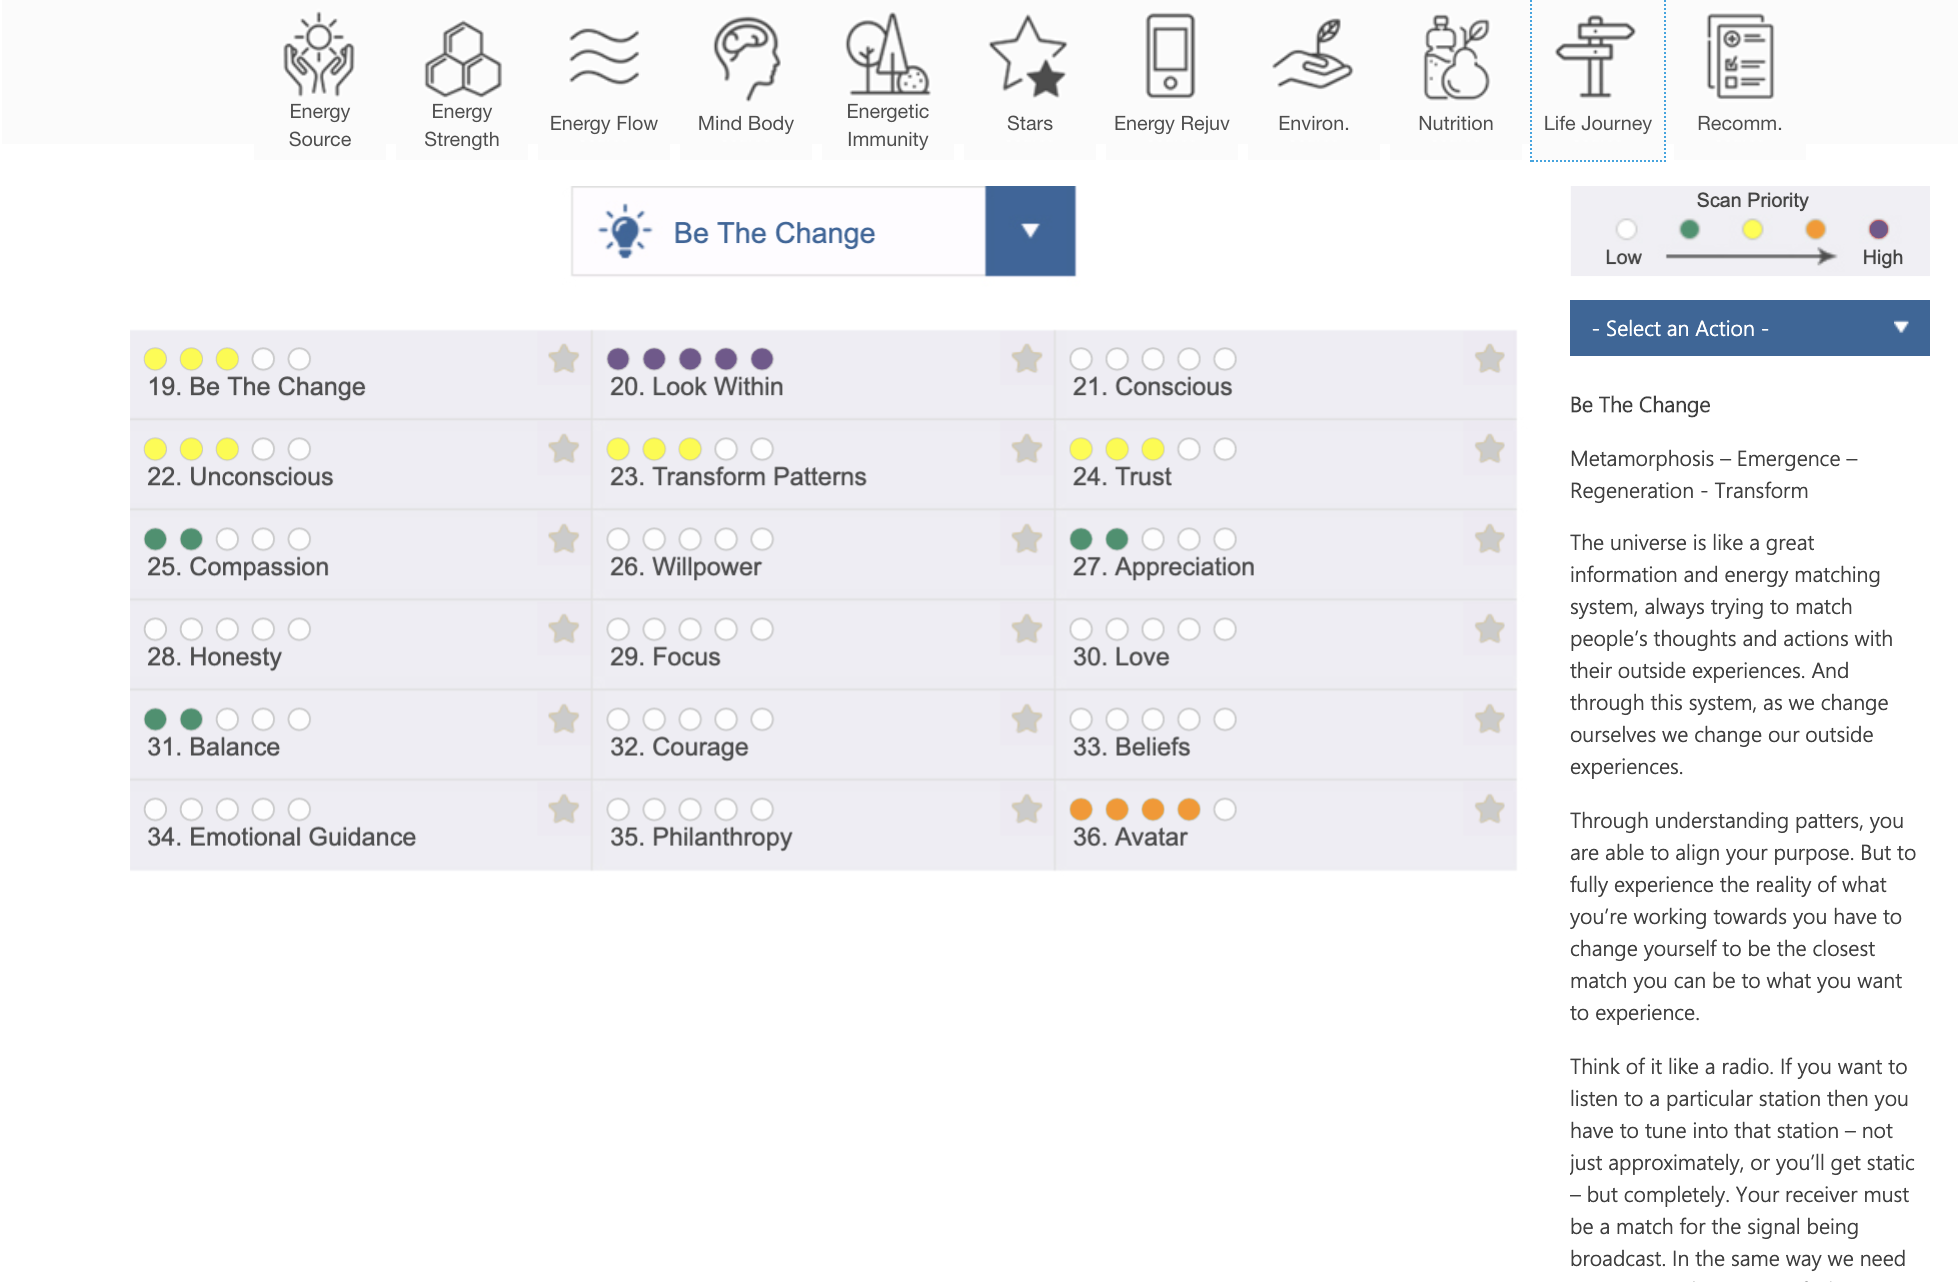 Energy
Source
Energy
Strength
Energy Flow
Mind Body
Energetic
Immunity
Stars
Energy Rejuv
Environ.
Nutrition
Life Journey
Recomm.
Be The Change
Scan Priority
Low
High
- Select an Action -
19. Be The Change
20. Look Within
21. Conscious
22. Unconscious
23. Transform Patterns
24. Trust
25. Compassion
26. Willpower
27. Appreciation
28. Honesty
29. Focus
30. Love
31. Balance
32. Courage
33. Beliefs
34. Emotional Guidance
35. Philanthropy
36. Avatar
Be The Change
Metamorphosis – Emergence –
Regeneration - Transform
The universe is like a great
information and energy matching
system, always trying to match
people's thoughts and actions with
their outside experiences. And
through this system, as we change
ourselves we change our outside
experiences.
Through understanding patters, you
are able to align your purpose. But to
fully experience the reality of what
you're working towards you have to
change yourself to be the closest
match you can be to what you want
to experience.
Think of it like a radio. If you want to
listen to a particular station then you
have to tune into that station – not
just approximately, or you'll get static
– but completely. Your receiver must
be a match for the signal being
broadcast. In the same way we need